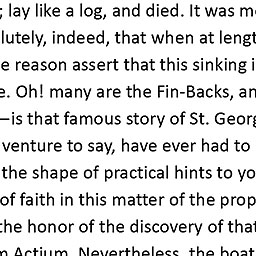 ; lay like a log, and died. It was m
lutely, indeed, that when at lengt
e reason assert that this sinking i
e. Oh! many are the Fin-Backs, an
—is that famous story of St. Georg
venture to say, have ever had to
the shape of practical hints to yo
of faith in this matter of the prop
the honor of the discovery of that
m Actium. Nevertheless, the boat